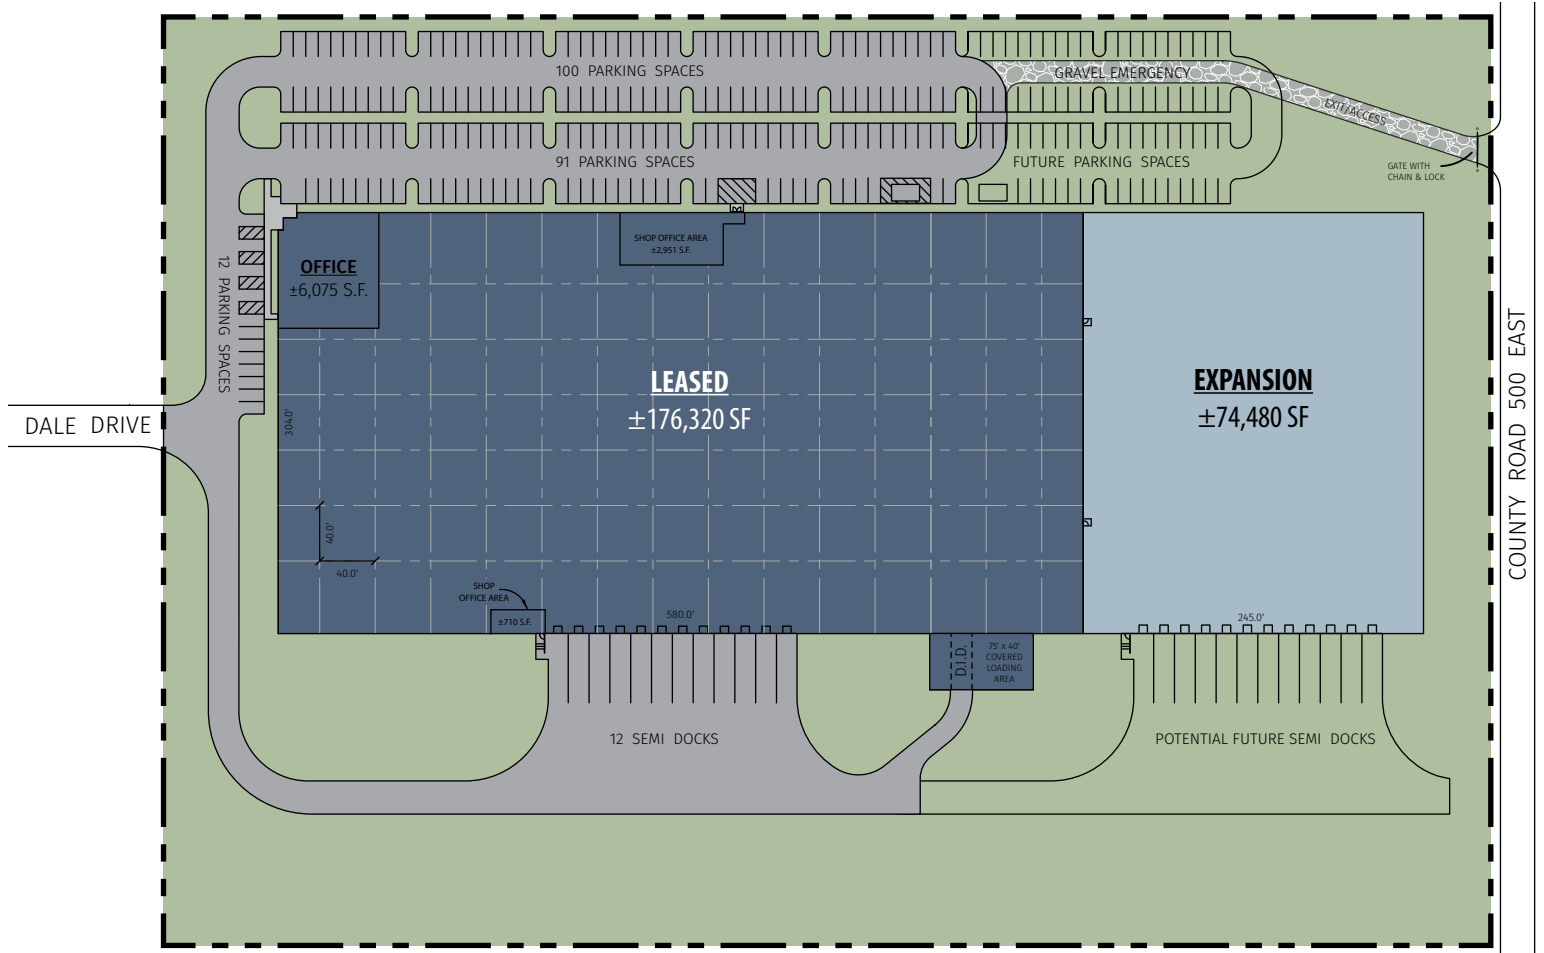 100 PARKING SPACES
GRAVEL EMERGENCY
EXIT/ACCESS
91 PARKING SPACES
FUTURE PARKING SPACES
GATE WITH
CHAIN & LOCK
12 PARKING SPACES
OFFICE
±6,075 S.F.
SHOP OFFICE AREA
±2,951 S.F.
LEASED
±176,320 SF
EXPANSION
±74,480 SF
DALE DRIVE
COUNTY ROAD 500 EAST
304.0'
40.0'
40.0'
SHOP
OFFICE AREA
±710 S.F.
580.0'
245.0'
D.I.D.
75' x 40'
COVERED
LOADING
AREA
12 SEMI DOCKS
POTENTIAL FUTURE SEMI DOCKS